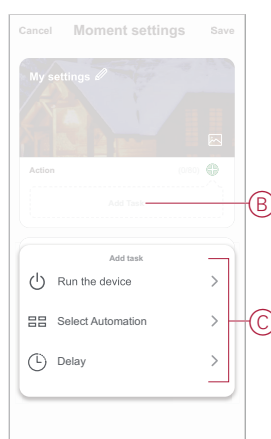 Cancel Moment settings Save
My settings
Action
Add Task
B
Add task
Run the device
Select Automation
C
Delay